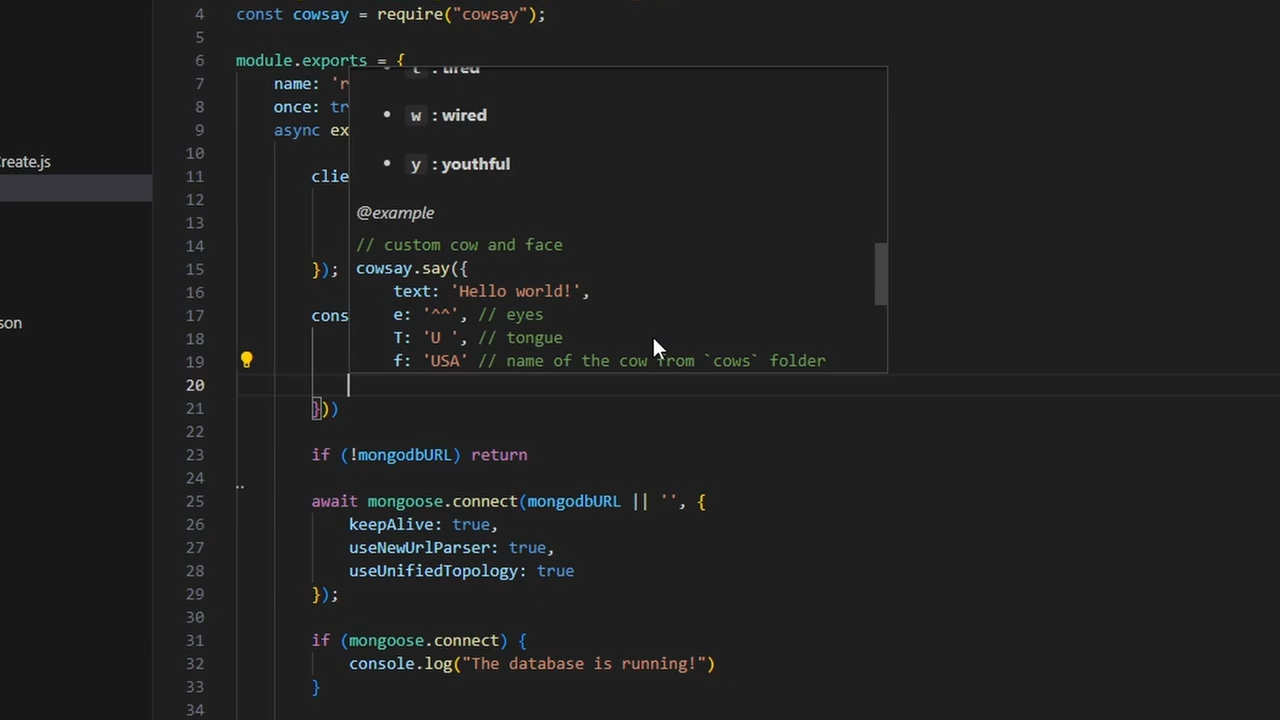 4 const cowsay = require("cowsay");
5
6 module.exports = {
7 name: 'r
8 once: tr
9 async ex
10
11 clie
12
13
14
15 });
16
17 cons
18
19
20
21 }))
22
23 if (!mongodbURL) return
24
25 await mongoose.connect(mongodbURL || '', {
26 keepAlive: true,
27 useNewUrlParser: true,
28 useUnifiedTopology: true
29 });
30
31 if (mongoose.connect) {
32 console.log("The database is running!")
33 }
34
t : tired
• w : wired
• y : youthful
@example
// custom cow and face
cowsay.say({
text: 'Hello world!',
e: '^^', // eyes
T: 'U ', // tongue
f: 'USA' // name of the cow from `cows` folder
reate.js
son